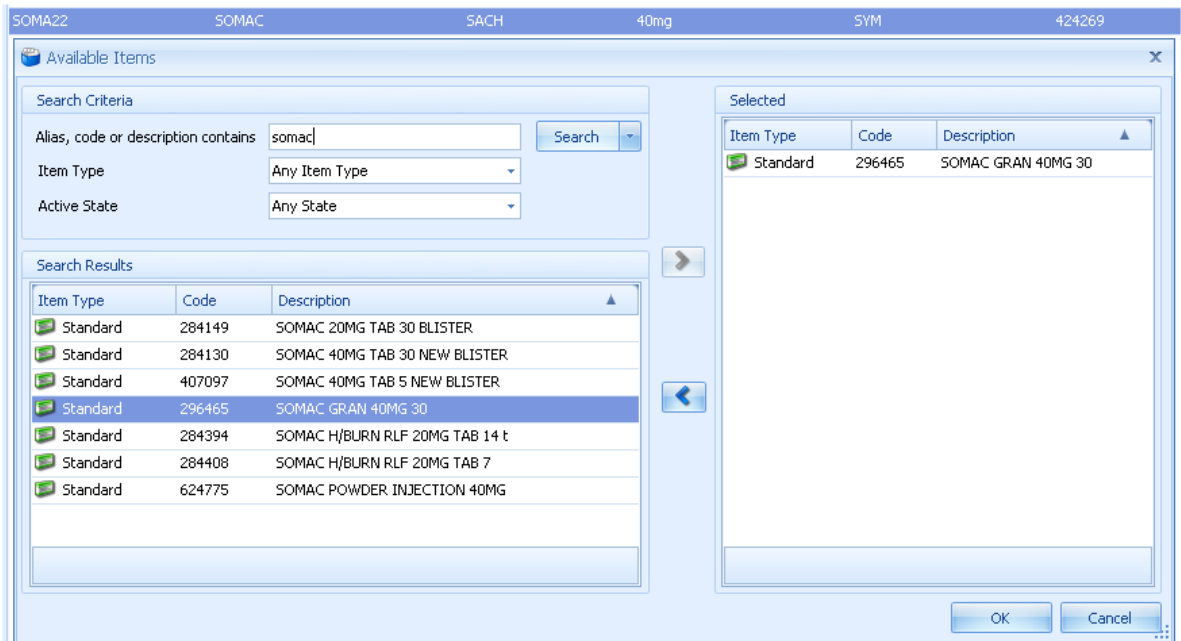 SOMA22 SOMAC SACH 40mg SYM 424269
Available Items x
Search Criteria
Alias, code or description contains somac Search
Item Type Any Item Type
Active State Any State
Search Results
Item Type Code Description
Standard 284149 SOMAC 20MG TAB 30 BLISTER
Standard 284130 SOMAC 40MG TAB 30 NEW BLISTER
Standard 407097 SOMAC 40MG TAB 5 NEW BLISTER
Standard 296465 SOMAC GRAN 40MG 30
Standard 284394 SOMAC H/BURN RLF 20MG TAB 14 t
Standard 284408 SOMAC H/BURN RLF 20MG TAB 7
Standard 624775 SOMAC POWDER INJECTION 40MG
Selected
Item Type Code Description
Standard 296465 SOMAC GRAN 40MG 30
OK Cancel